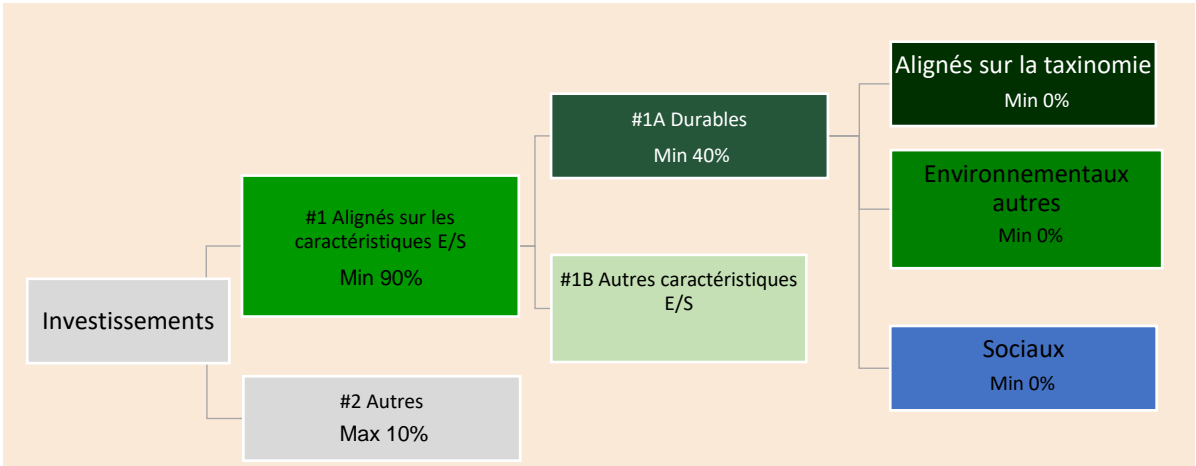 Investissements
#1 Alignés sur les
caractéristiques E/S
Min 90%
#2 Autres
Max 10%
#1A Durables
Min 40%
#1B Autres caractéristiques
E/S
Alignés sur la taxinomie
Min 0%
Environnementaux
autres
Min 0%
Sociaux
Min 0%